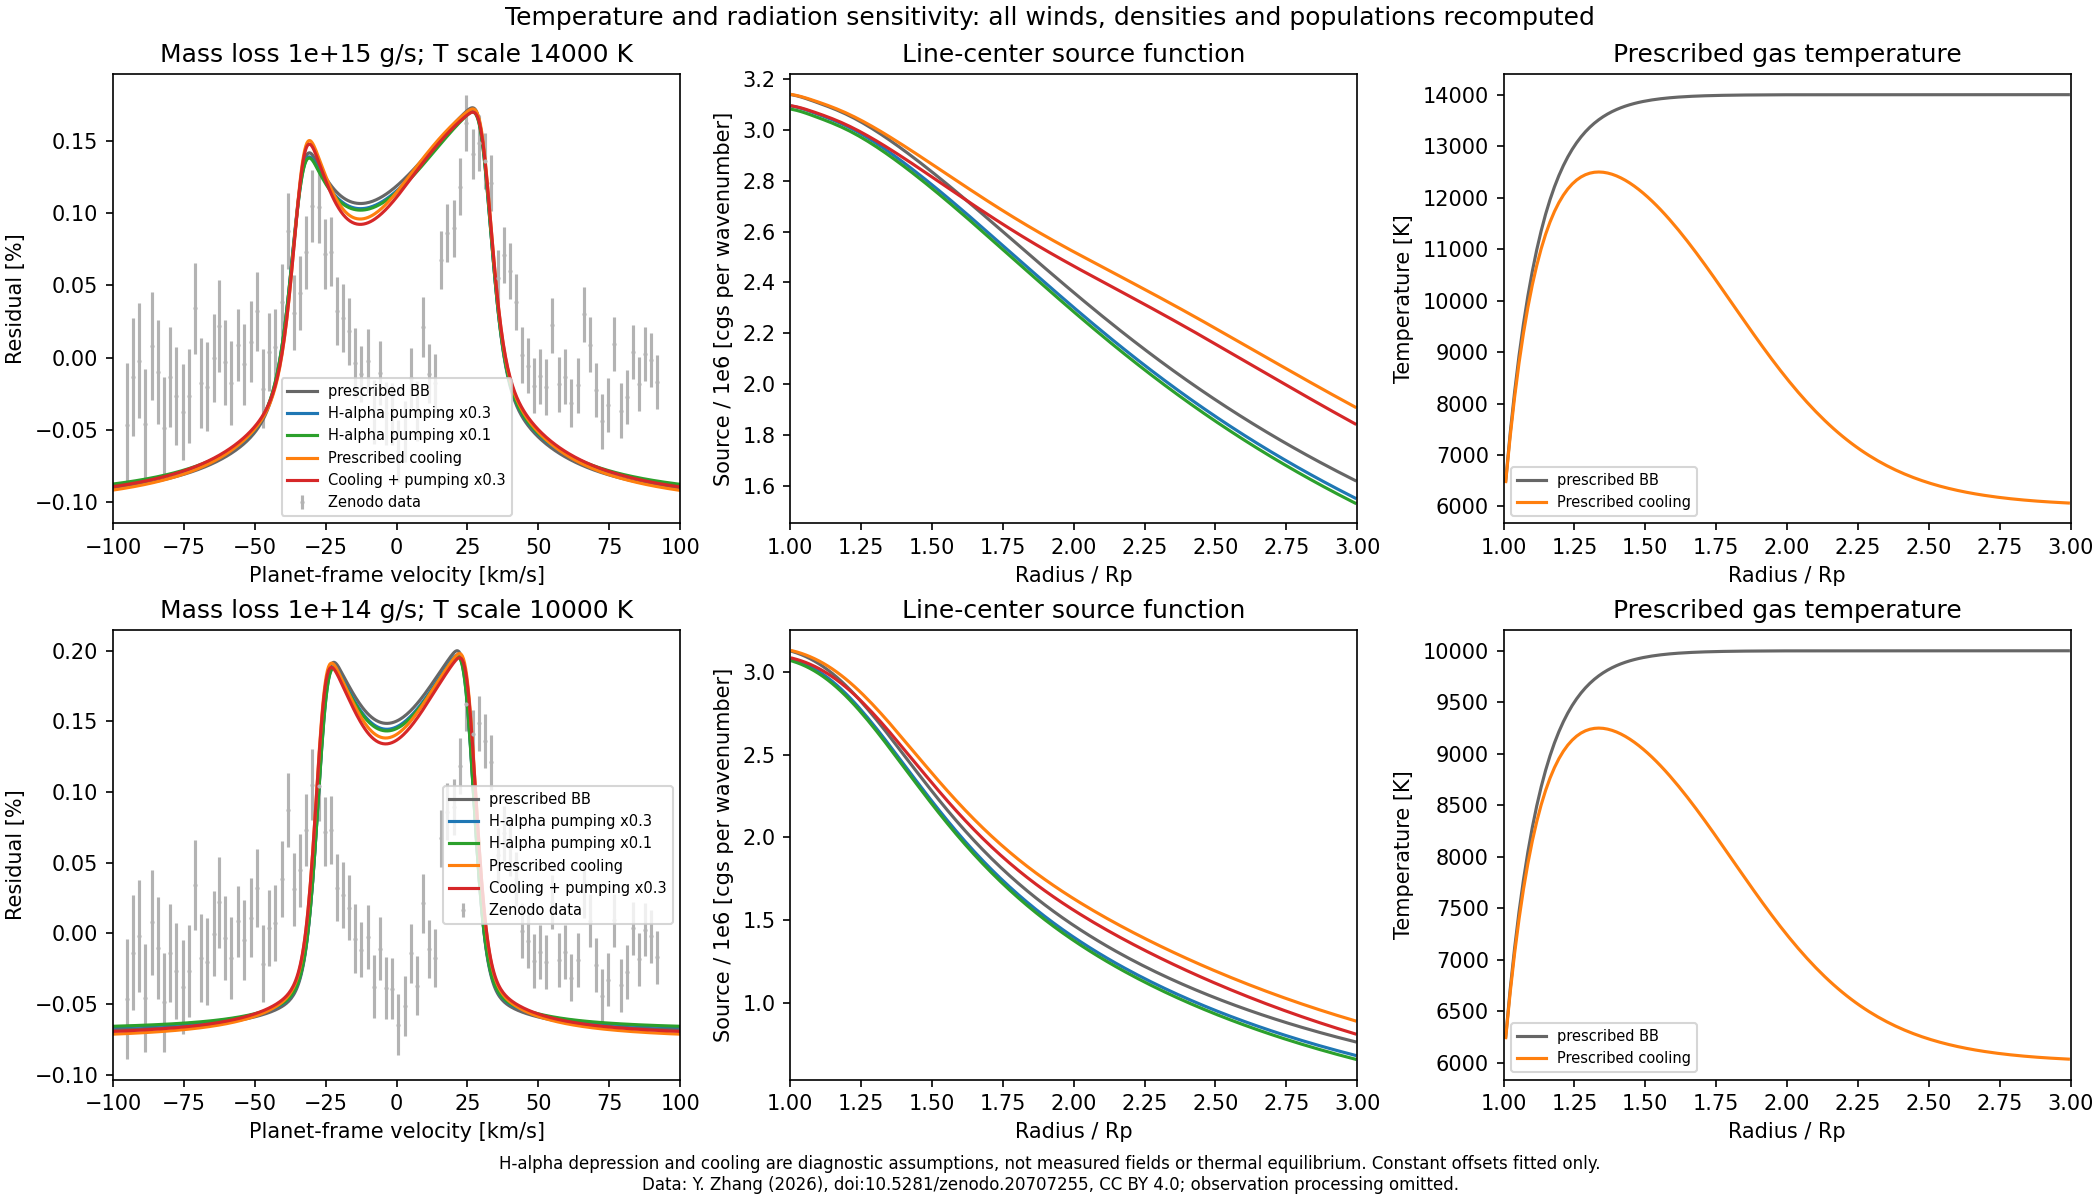 Temperature and radiation sensitivity: all winds, densities and populations recomputed
Mass loss 1e+15 g/s; T scale 14000 K
Residual [%]
0.15
0.10
0.05
0.00
−0.05
−0.10
prescribed BB
H-alpha pumping x0.3
H-alpha pumping x0.1
Prescribed cooling
Cooling + pumping x0.3
Zenodo data
−100 −75 −50 −25 0 25 50 75 100
Planet-frame velocity [km/s]
Line-center source function
Source / 1e6 [cgs per wavenumber]
3.2
3.0
2.8
2.6
2.4
2.2
2.0
1.8
1.6
1.00 1.25 1.50 1.75 2.00 2.25 2.50 2.75 3.00
Radius / Rp
Prescribed gas temperature
Temperature [K]
14000
13000
12000
11000
10000
9000
8000
7000
6000
prescribed BB
Prescribed cooling
1.00 1.25 1.50 1.75 2.00 2.25 2.50 2.75 3.00
Radius / Rp
Mass loss 1e+14 g/s; T scale 10000 K
Residual [%]
0.20
0.15
0.10
0.05
0.00
−0.05
−0.10
prescribed BB
H-alpha pumping x0.3
H-alpha pumping x0.1
Prescribed cooling
Cooling + pumping x0.3
Zenodo data
−100 −75 −50 −25 0 25 50 75 100
Planet-frame velocity [km/s]
Line-center source function
Source / 1e6 [cgs per wavenumber]
3.0
2.5
2.0
1.5
1.0
1.00 1.25 1.50 1.75 2.00 2.25 2.50 2.75 3.00
Radius / Rp
Prescribed gas temperature
Temperature [K]
10000
9500
9000
8500
8000
7500
7000
6500
6000
prescribed BB
Prescribed cooling
1.00 1.25 1.50 1.75 2.00 2.25 2.50 2.75 3.00
Radius / Rp
H-alpha depression and cooling are diagnostic assumptions, not measured fields or thermal equilibrium. Constant offsets fitted only.
Data: Y. Zhang (2026), doi:10.5281/zenodo.20707255, CC BY 4.0; observation processing omitted.